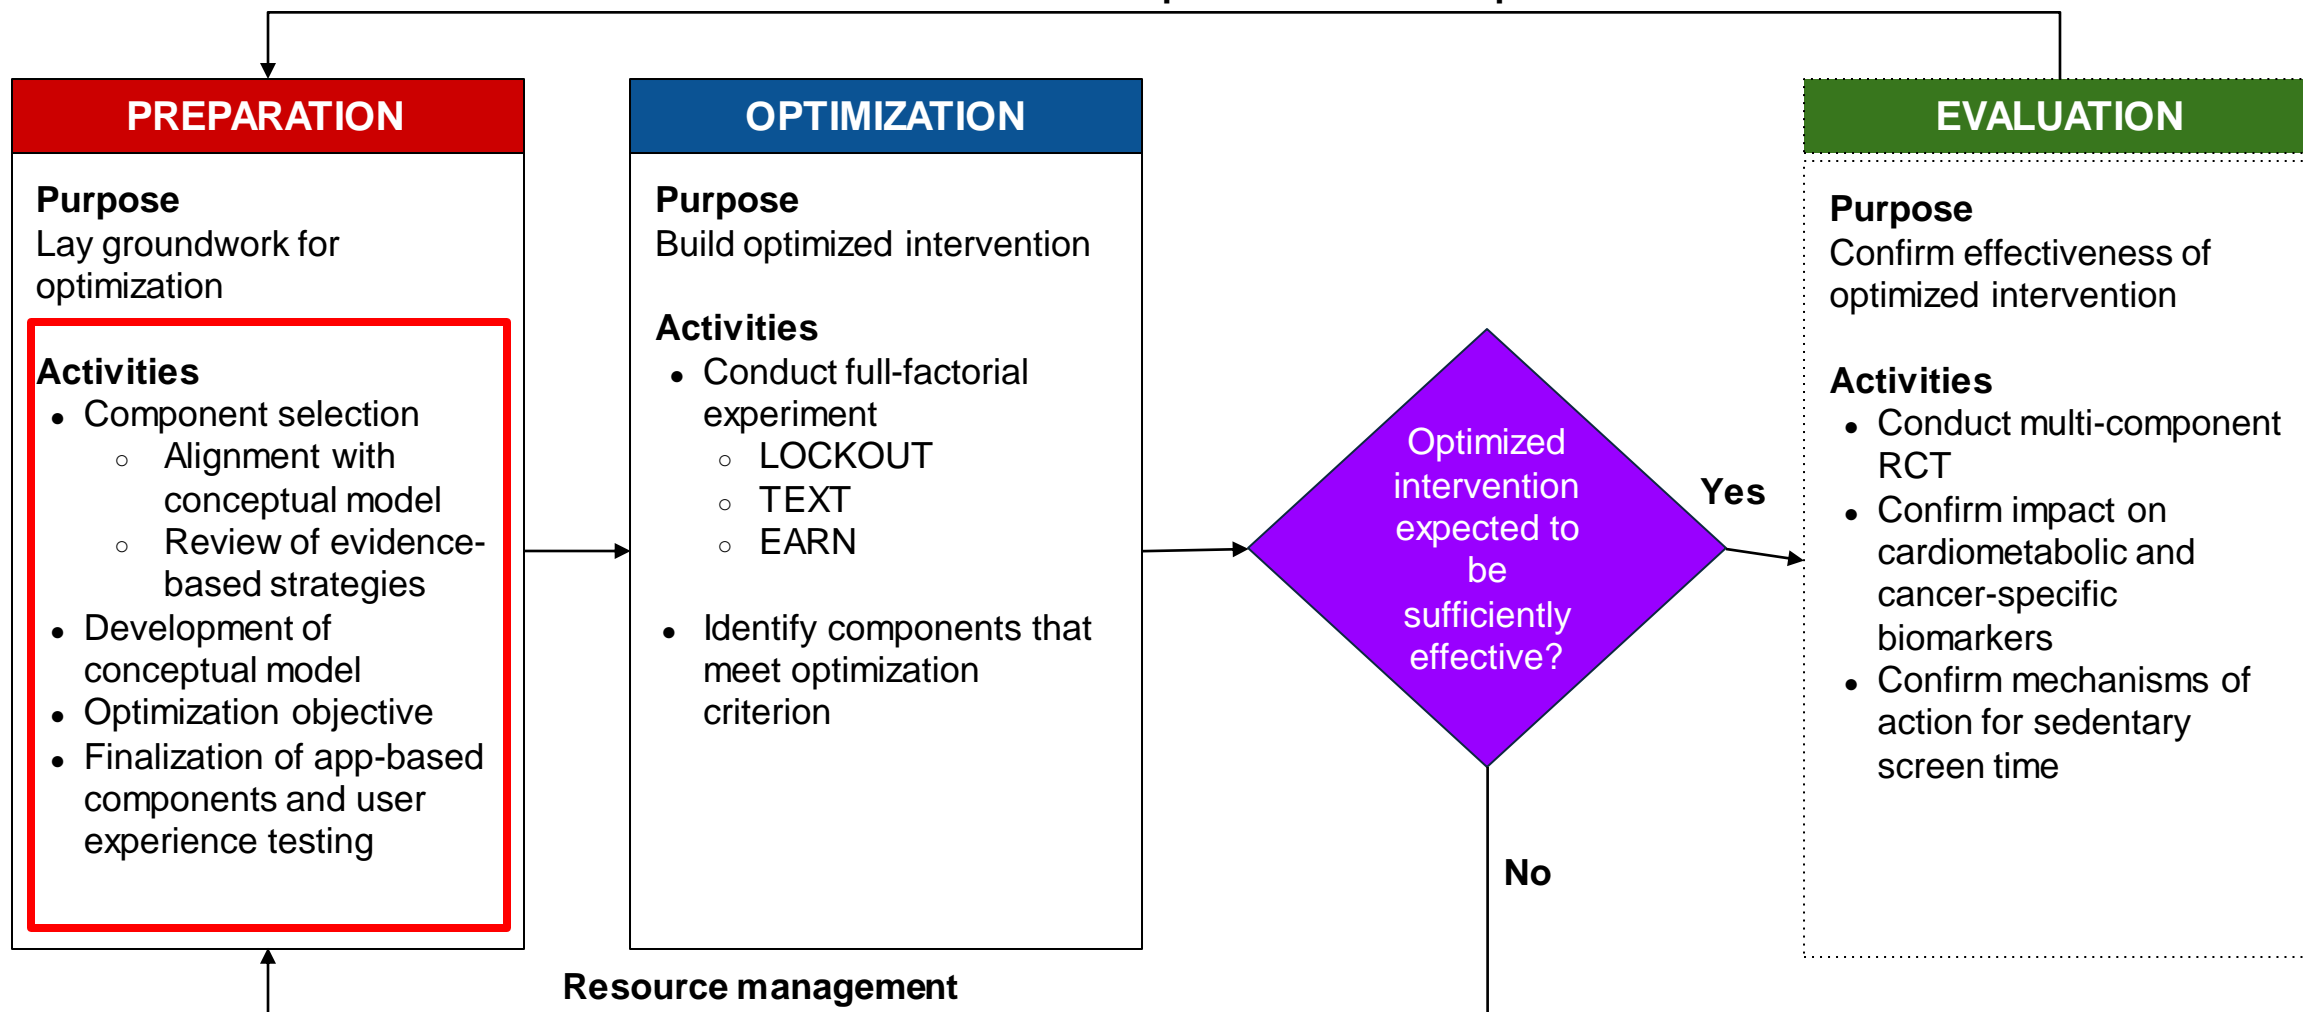 PREPARATION
Purpose
Lay groundwork for
optimization
Activities
• Component selection
○ Alignment with
conceptual model
○ Review of evidence-
based strategies
• Development of
conceptual model
• Optimization objective
• Finalization of app-based
components and user
experience testing
OPTIMIZATION
Purpose
Build optimized intervention
Activities
• Conduct full-factorial
experiment
○ LOCKOUT
○ TEXT
○ EARN
• Identify components that
meet optimization
criterion
Optimized
intervention
expected to
be
sufficiently
effective?
Yes
No
EVALUATION
Purpose
Confirm effectiveness of
optimized intervention
Activities
• Conduct multi-component
RCT
• Confirm impact on
cardiometabolic and
cancer-specific
biomarkers
• Confirm mechanisms of
action for sedentary
screen time
Resource management